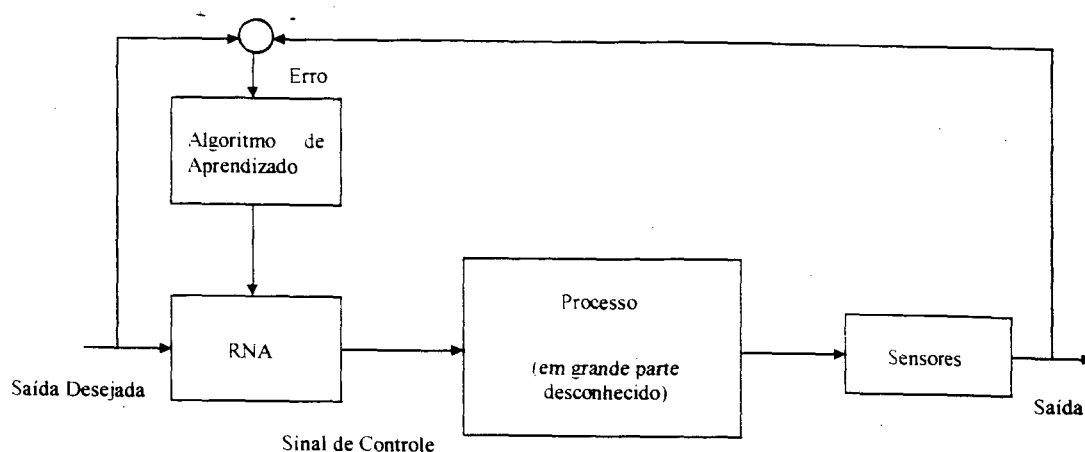 + -
Erro
Algoritmo de
Aprendizado
RNA
Processo
(em grande parte
desconhecido)
Sensores
Saída Desejada
Saída
Sinal de Controle